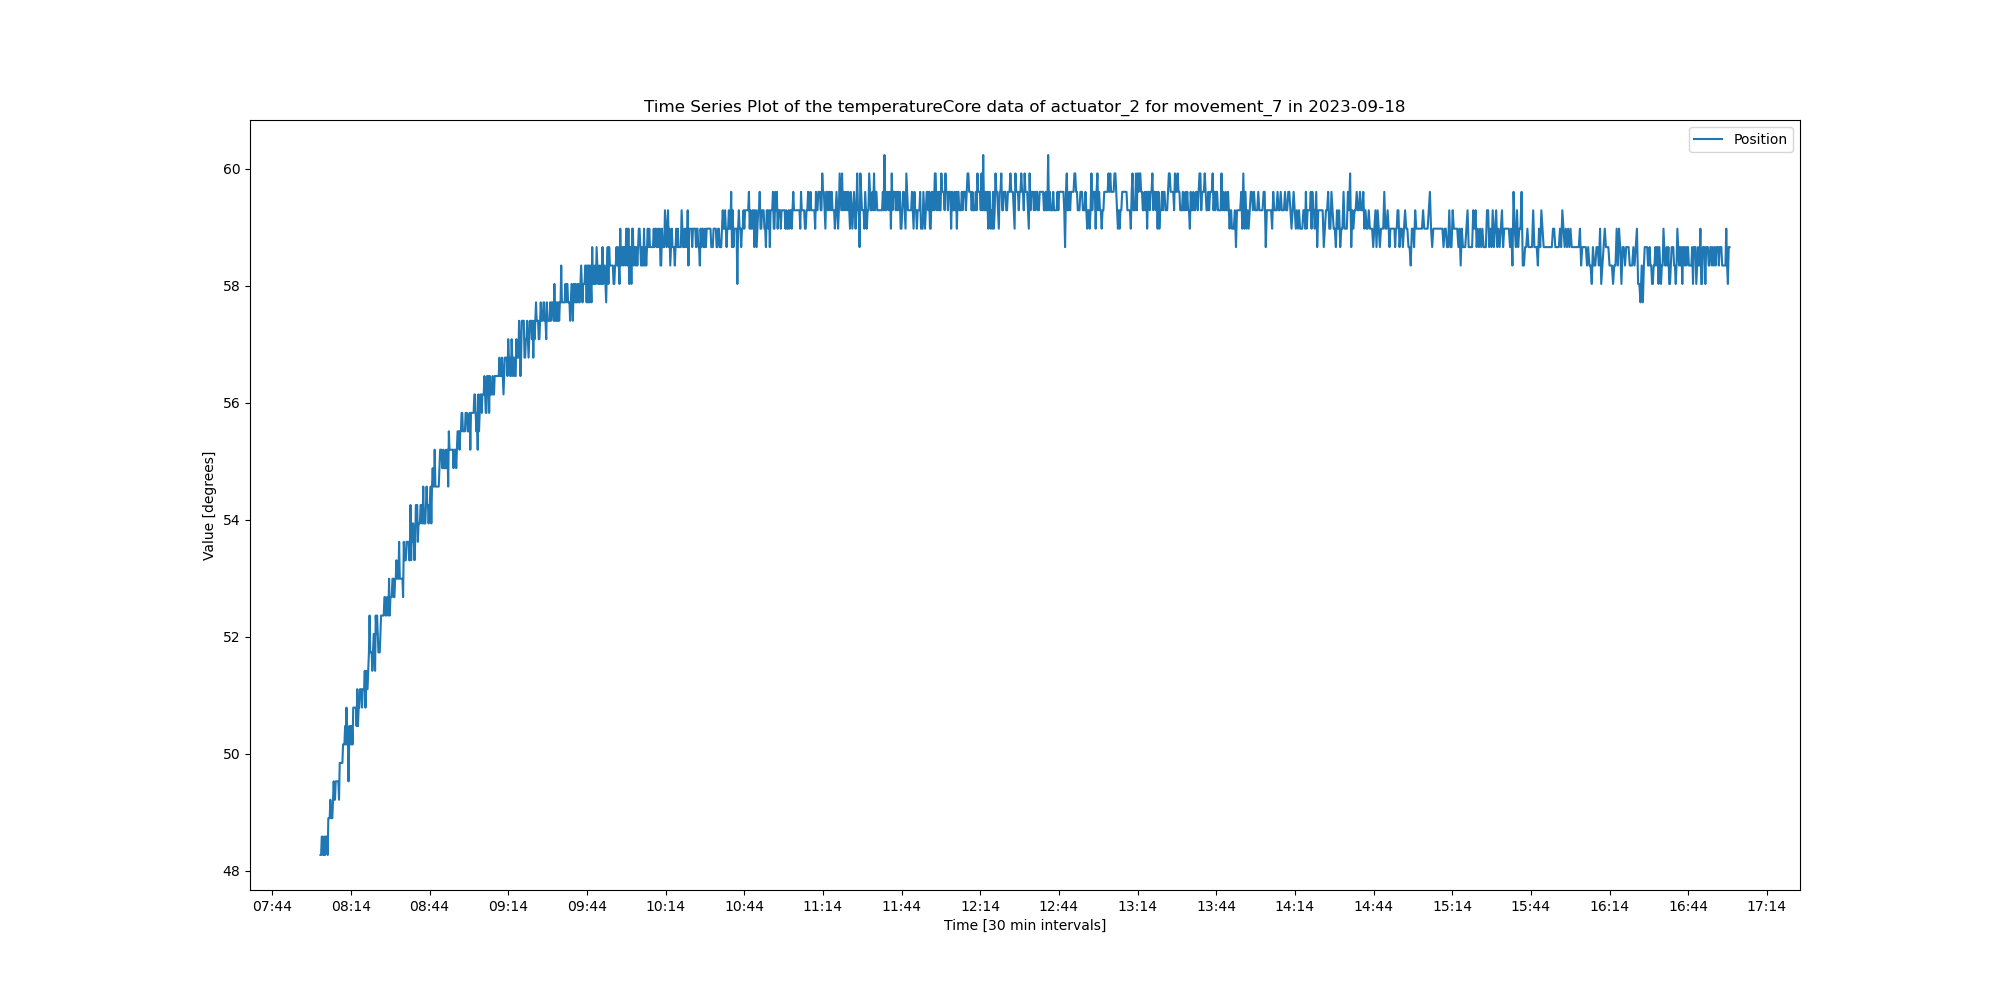 Time Series Plot of the temperatureCore data of actuator_2 for movement_7 in 2023-09-18
Position
60
58
56
54
52
50
48
Value [degrees]
07:44 08:14 08:44 09:14 09:44 10:14 10:44 11:14 11:44 12:14 12:44 13:14 13:44 14:14 14:44 15:14 15:44 16:14 16:44 17:14
Time [30 min intervals]